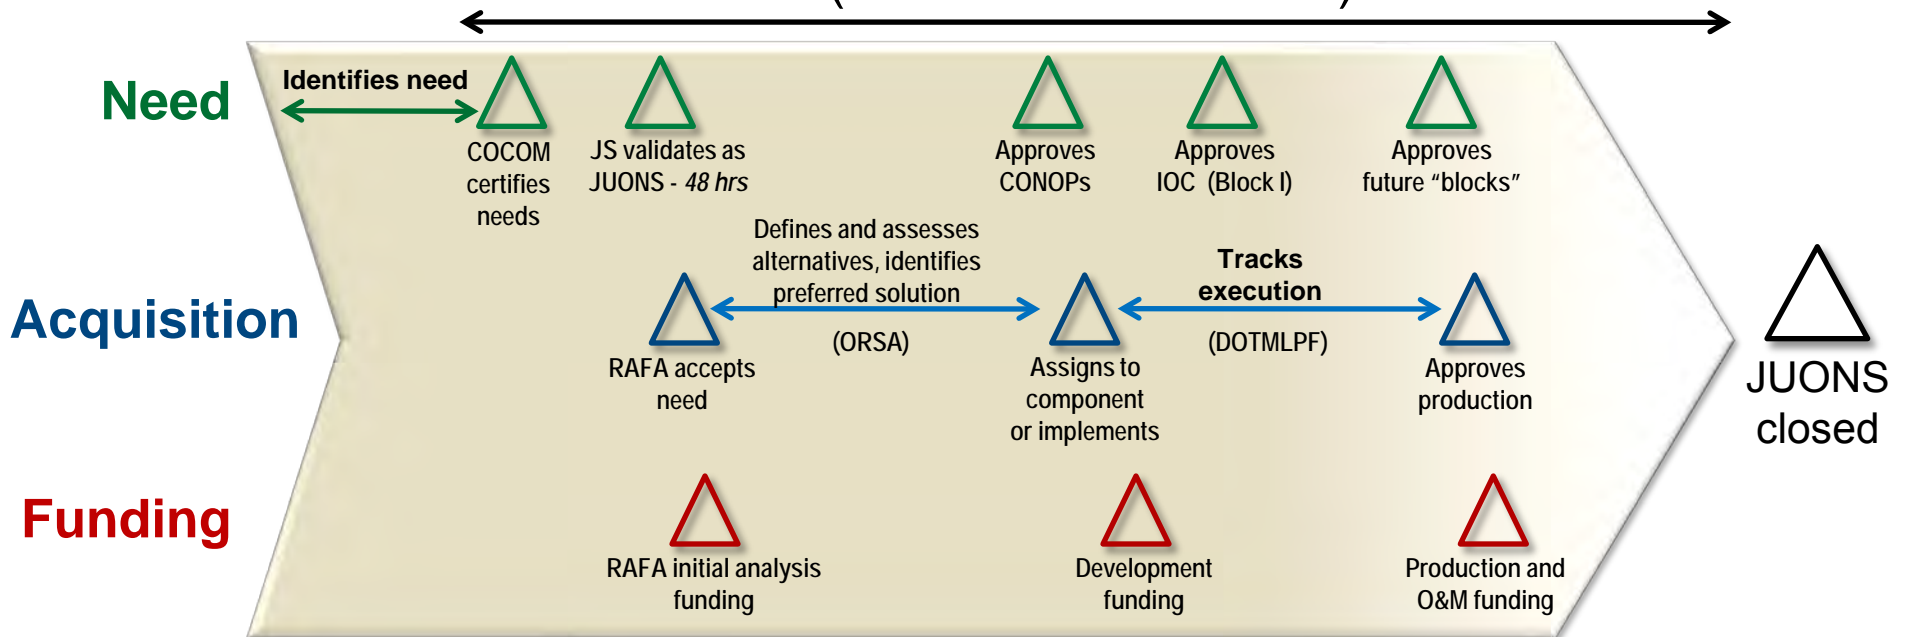 Need
Identifies need
COCOM
certifies
needs
JS validates as
JUONS - 48 hrs
Approves
CONOPs
Approves
IOC (Block I)
Approves
future “blocks”
Acquisition
RAFA accepts
need
Defines and assesses
alternatives, identifies
preferred solution
(ORSA)
Assigns to
component
or implements
Tracks
execution
(DOTMLPF)
Approves
production
JUONS
closed
Funding
RAFA initial analysis
funding
Development
funding
Production and
O&M funding